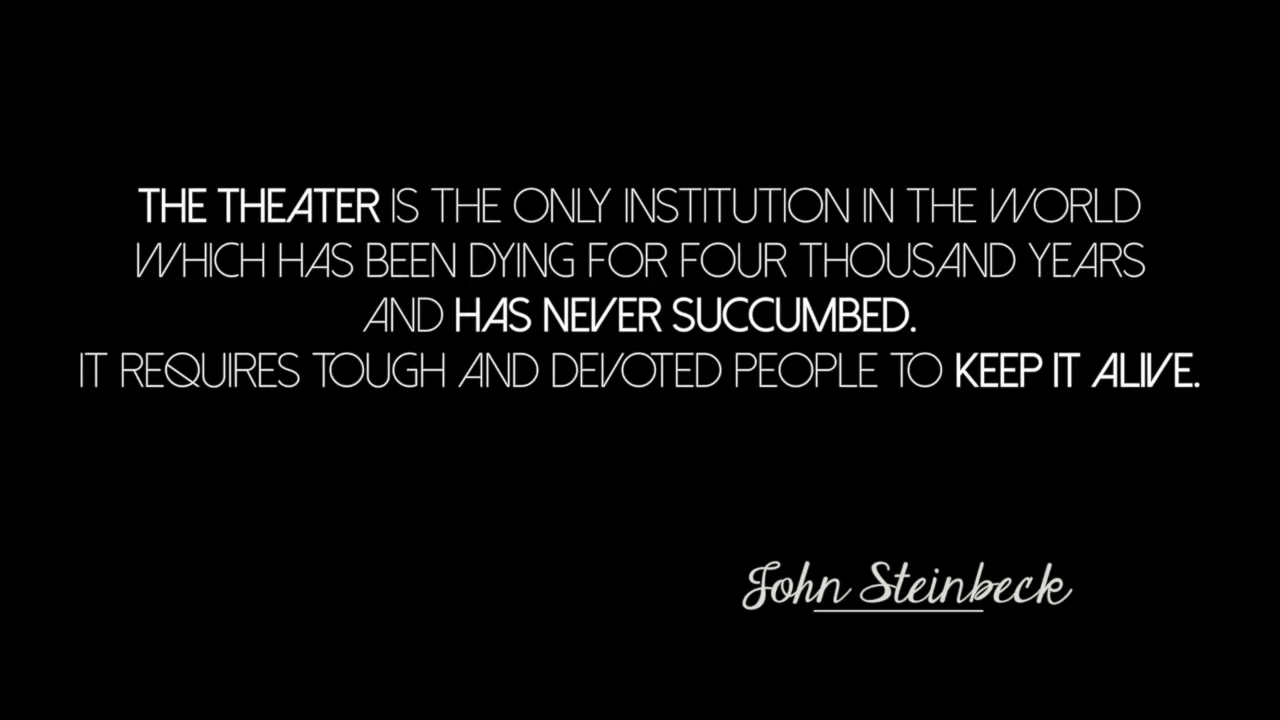 THE THEATER IS THE ONLY INSTITUTION IN THE WORLD
WHICH HAS BEEN DYING FOR FOUR THOUSAND YEARS
AND HAS NEVER SUCCUMBED.
IT REQUIRES TOUGH AND DEVOTED PEOPLE TO KEEP IT ALIVE.
John Steinbeck